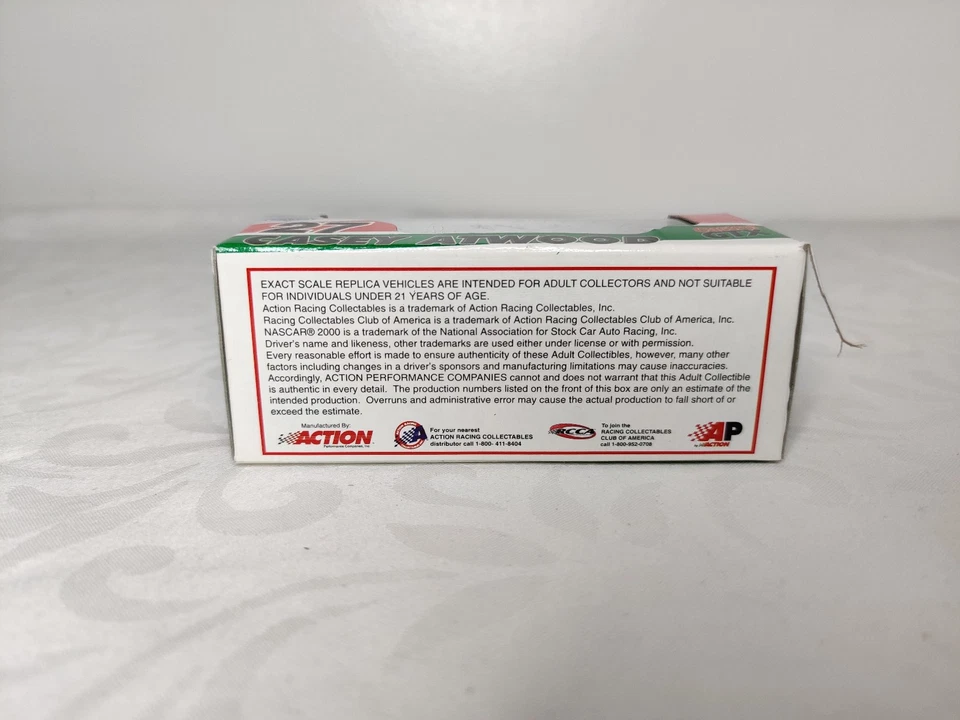 27
CASEY ATWOOD
EXACT SCALE REPLICA VEHICLES ARE INTENDED FOR ADULT COLLECTORS AND NOT SUITABLE
FOR INDIVIDUALS UNDER 21 YEARS OF AGE.
Action Racing Collectables is a trademark of Action Racing Collectables, Inc.
Racing Collectables Club of America is a trademark of Action Racing Collectables Club of America, Inc.
NASCAR® 2000 is a trademark of the National Association for Stock Car Auto Racing, Inc.
Driver's name and likeness, other trademarks are used either under license or with permission.
Every reasonable effort is made to ensure authenticity of these Adult Collectibles, however, many other
factors including changes in a driver's sponsors and manufacturing limitations may cause inaccuracies.
Accordingly, ACTION PERFORMANCE COMPANIES cannot and does not warrant that this Adult Collectible
is authentic in every detail. The production numbers listed on the front of this box are only an estimate of the
intended production. Overruns and administrative error may cause the actual production to fall short of or
exceed the estimate.
Manufactured By:
ACTION
Performance Companies, Inc.
A
For your nearest
ACTION RACING COLLECTABLES
distributor call 1-800- 411-8404
RCCA
To join the
RACING COLLECTABLES
CLUB OF AMERICA
call 1-800-952-0708
AP
by ACTION